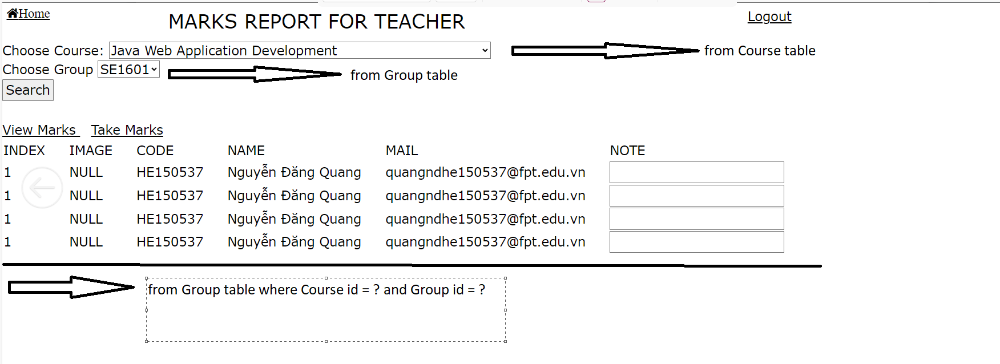 Home
MARKS REPORT FOR TEACHER
Logout
Choose Course: Java Web Application Development
from Course table
Choose Group SE1601
from Group table
Search
View Marks Take Marks
INDEX IMAGE CODE NAME MAIL NOTE
1 NULL HE150537 Nguyễn Đăng Quang quangndhe150537@fpt.edu.vn
1 NULL HE150537 Nguyễn Đăng Quang quangndhe150537@fpt.edu.vn
1 NULL HE150537 Nguyễn Đăng Quang quangndhe150537@fpt.edu.vn
1 NULL HE150537 Nguyễn Đăng Quang quangndhe150537@fpt.edu.vn
from Group table where Course id = ? and Group id = ?